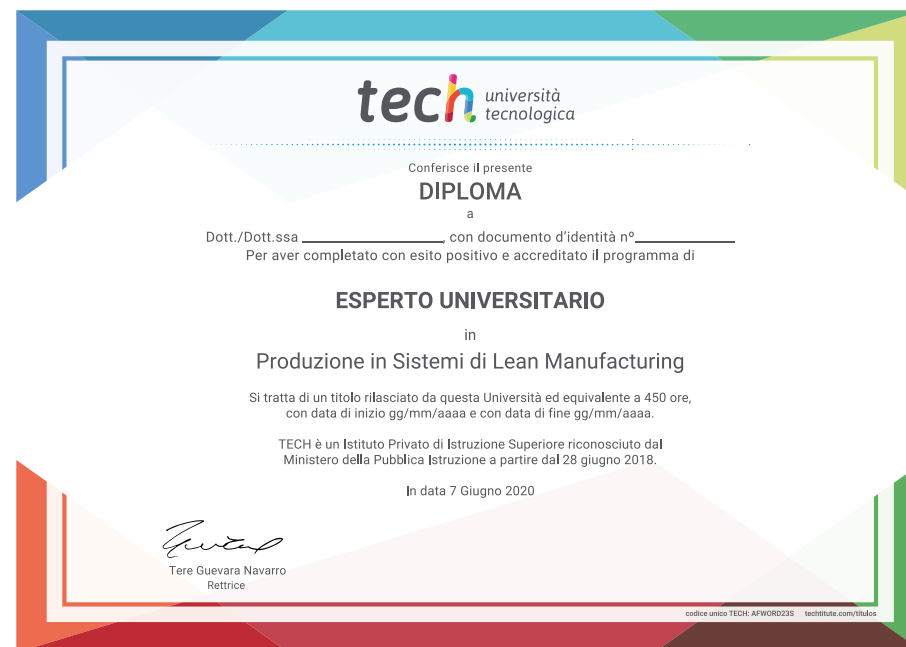 tech università
tecnologica
Conferisce il presente
DIPLOMA
a
Dott./Dott.ssa ____________________, con documento d'identità nº______________
Per aver completato con esito positivo e accreditato il programma di
ESPERTO UNIVERSITARIO
in
Produzione in Sistemi di Lean Manufacturing
Si tratta di un titolo rilasciato da questa Università ed equivalente a 450 ore,
con data di inizio gg/mm/aaaa e con data di fine gg/mm/aaaa.
TECH è un Istituto Privato di Istruzione Superiore riconosciuto dal
Ministero della Pubblica Istruzione a partire dal 28 giugno 2018.
In data 7 Giugno 2020
Tere Guevara Navarro
Rettrice
codice unico TECH: AFWORD23S techtitute.com/títulos